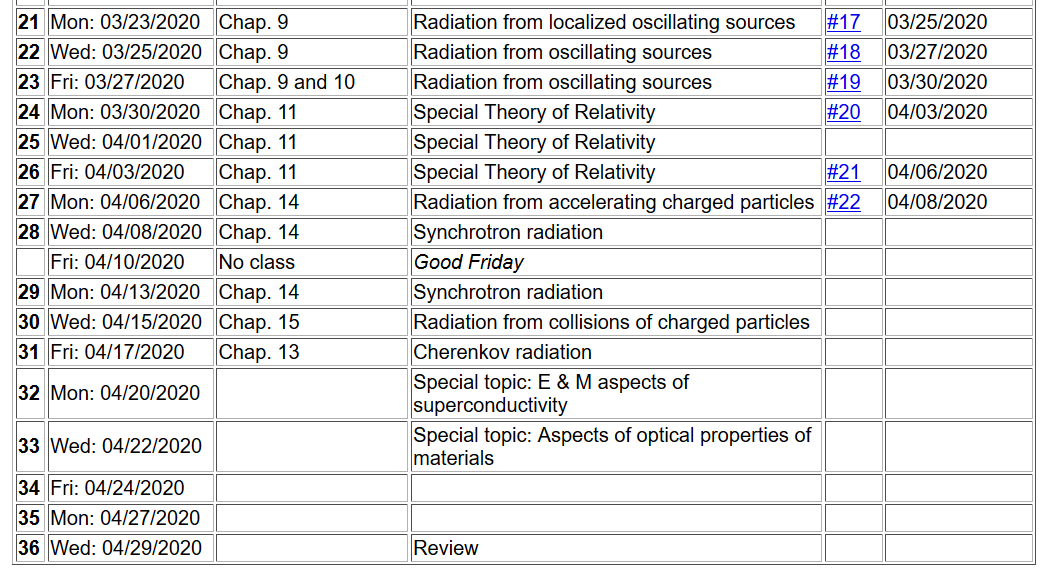 21 Mon: 03/23/2020 Chap. 9 Radiation from localized oscillating sources #17 03/25/2020
22 Wed: 03/25/2020 Chap. 9 Radiation from oscillating sources #18 03/27/2020
23 Fri: 03/27/2020 Chap. 9 and 10 Radiation from oscillating sources #19 03/30/2020
24 Mon: 03/30/2020 Chap. 11 Special Theory of Relativity #20 04/03/2020
25 Wed: 04/01/2020 Chap. 11 Special Theory of Relativity
26 Fri: 04/03/2020 Chap. 11 Special Theory of Relativity #21 04/06/2020
27 Mon: 04/06/2020 Chap. 14 Radiation from accelerating charged particles #22 04/08/2020
28 Wed: 04/08/2020 Chap. 14 Synchrotron radiation
Fri: 04/10/2020 No class Good Friday
29 Mon: 04/13/2020 Chap. 14 Synchrotron radiation
30 Wed: 04/15/2020 Chap. 15 Radiation from collisions of charged particles
31 Fri: 04/17/2020 Chap. 13 Cherenkov radiation
32 Mon: 04/20/2020 Special topic: E & M aspects of
superconductivity
33 Wed: 04/22/2020 Special topic: Aspects of optical properties of
materials
34 Fri: 04/24/2020
35 Mon: 04/27/2020
36 Wed: 04/29/2020 Review